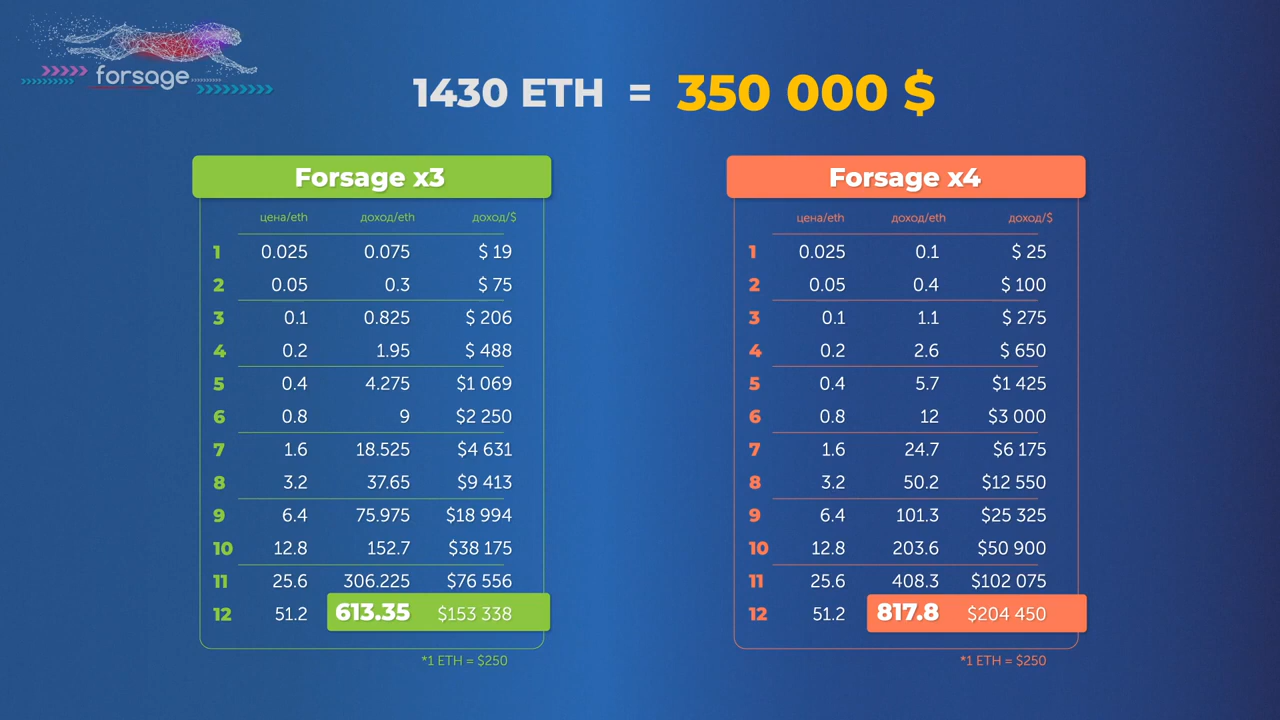 forsage
1430 ETH = 350 000 $
Forsage x3
цена/eth доход/eth доход/$
1 0.025 0.075 $ 19
2 0.05 0.3 $ 75
3 0.1 0.825 $ 206
4 0.2 1.95 $ 488
5 0.4 4.275 $1 069
6 0.8 9 $2 250
7 1.6 18.525 $4 631
8 3.2 37.65 $9 413
9 6.4 75.975 $18 994
10 12.8 152.7 $38 175
11 25.6 306.225 $76 556
12 51.2 613.35 $153 338
*1 ETH = $250
Forsage x4
цена/eth доход/eth доход/$
1 0.025 0.1 $ 25
2 0.05 0.4 $ 100
3 0.1 1.1 $ 275
4 0.2 2.6 $ 650
5 0.4 5.7 $1 425
6 0.8 12 $3 000
7 1.6 24.7 $6 175
8 3.2 50.2 $12 550
9 6.4 101.3 $25 325
10 12.8 203.6 $50 900
11 25.6 408.3 $102 075
12 51.2 817.8 $204 450
*1 ETH = $250